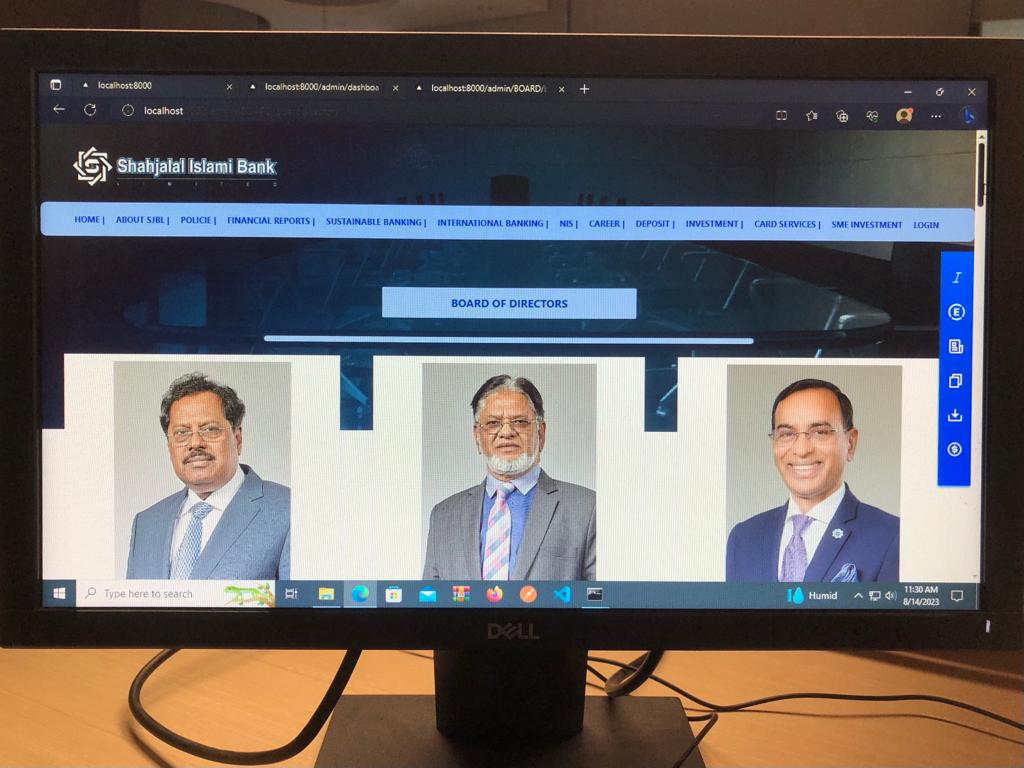 localhost:8000
localhost:8000/admin/dashboa
localhost:8000/admin/BOARD/
localhost
Shahjalal Islami Bank
LIMITED
HOME | ABOUT SJBL | POLICIE | FINANCIAL REPORTS | SUSTAINABLE BANKING | INTERNATIONAL BANKING | NIS | CAREER | DEPOSIT | INVESTMENT | CARD SERVICES | SME INVESTMENT LOGIN
BOARD OF DIRECTORS
Type here to search
Humid
11:30 AM
8/14/2023
DELL